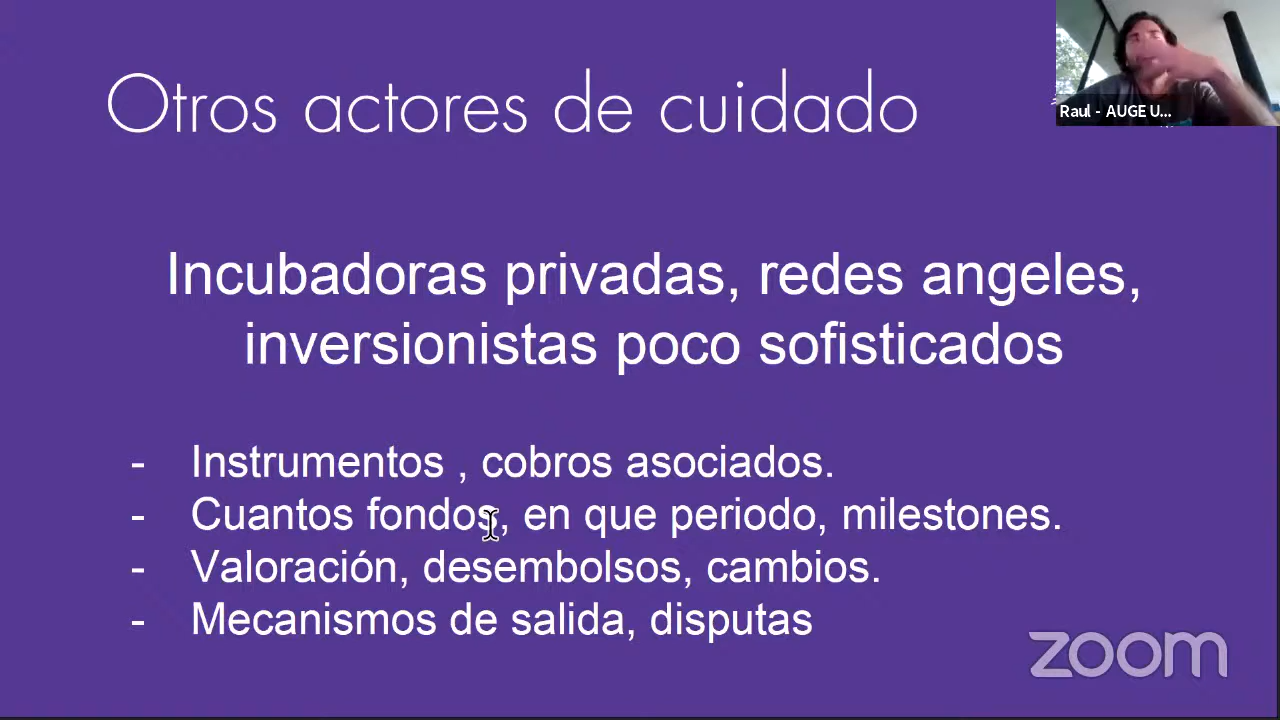 Otros actores de cuidado
Raul - AUGE U...
Incubadoras privadas, redes angeles,
inversionistas poco sofisticados
- Instrumentos , cobros asociados.
- Cuantos fondos, en que periodo, milestones.
- Valoración, desembolsos, cambios.
- Mecanismos de salida, disputas
zoom